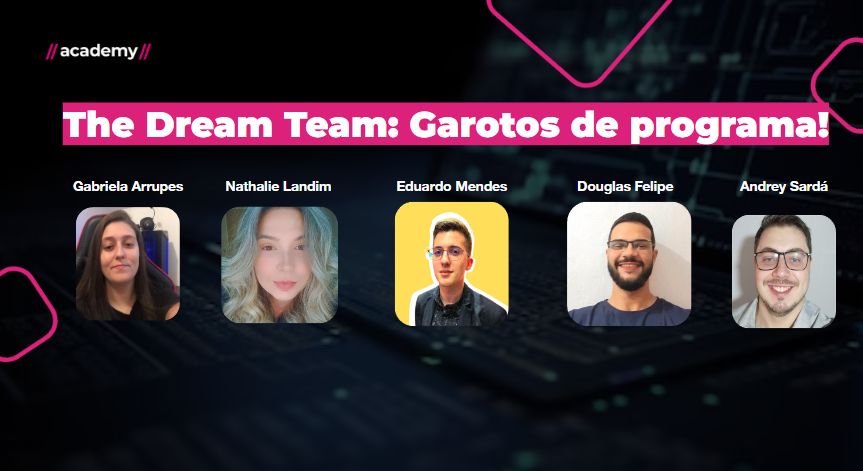 //academy//
The Dream Team: Garotos de programa!
Gabriela Arrupes Nathalie Landim Eduardo Mendes Douglas Felipe Andrey Sardá